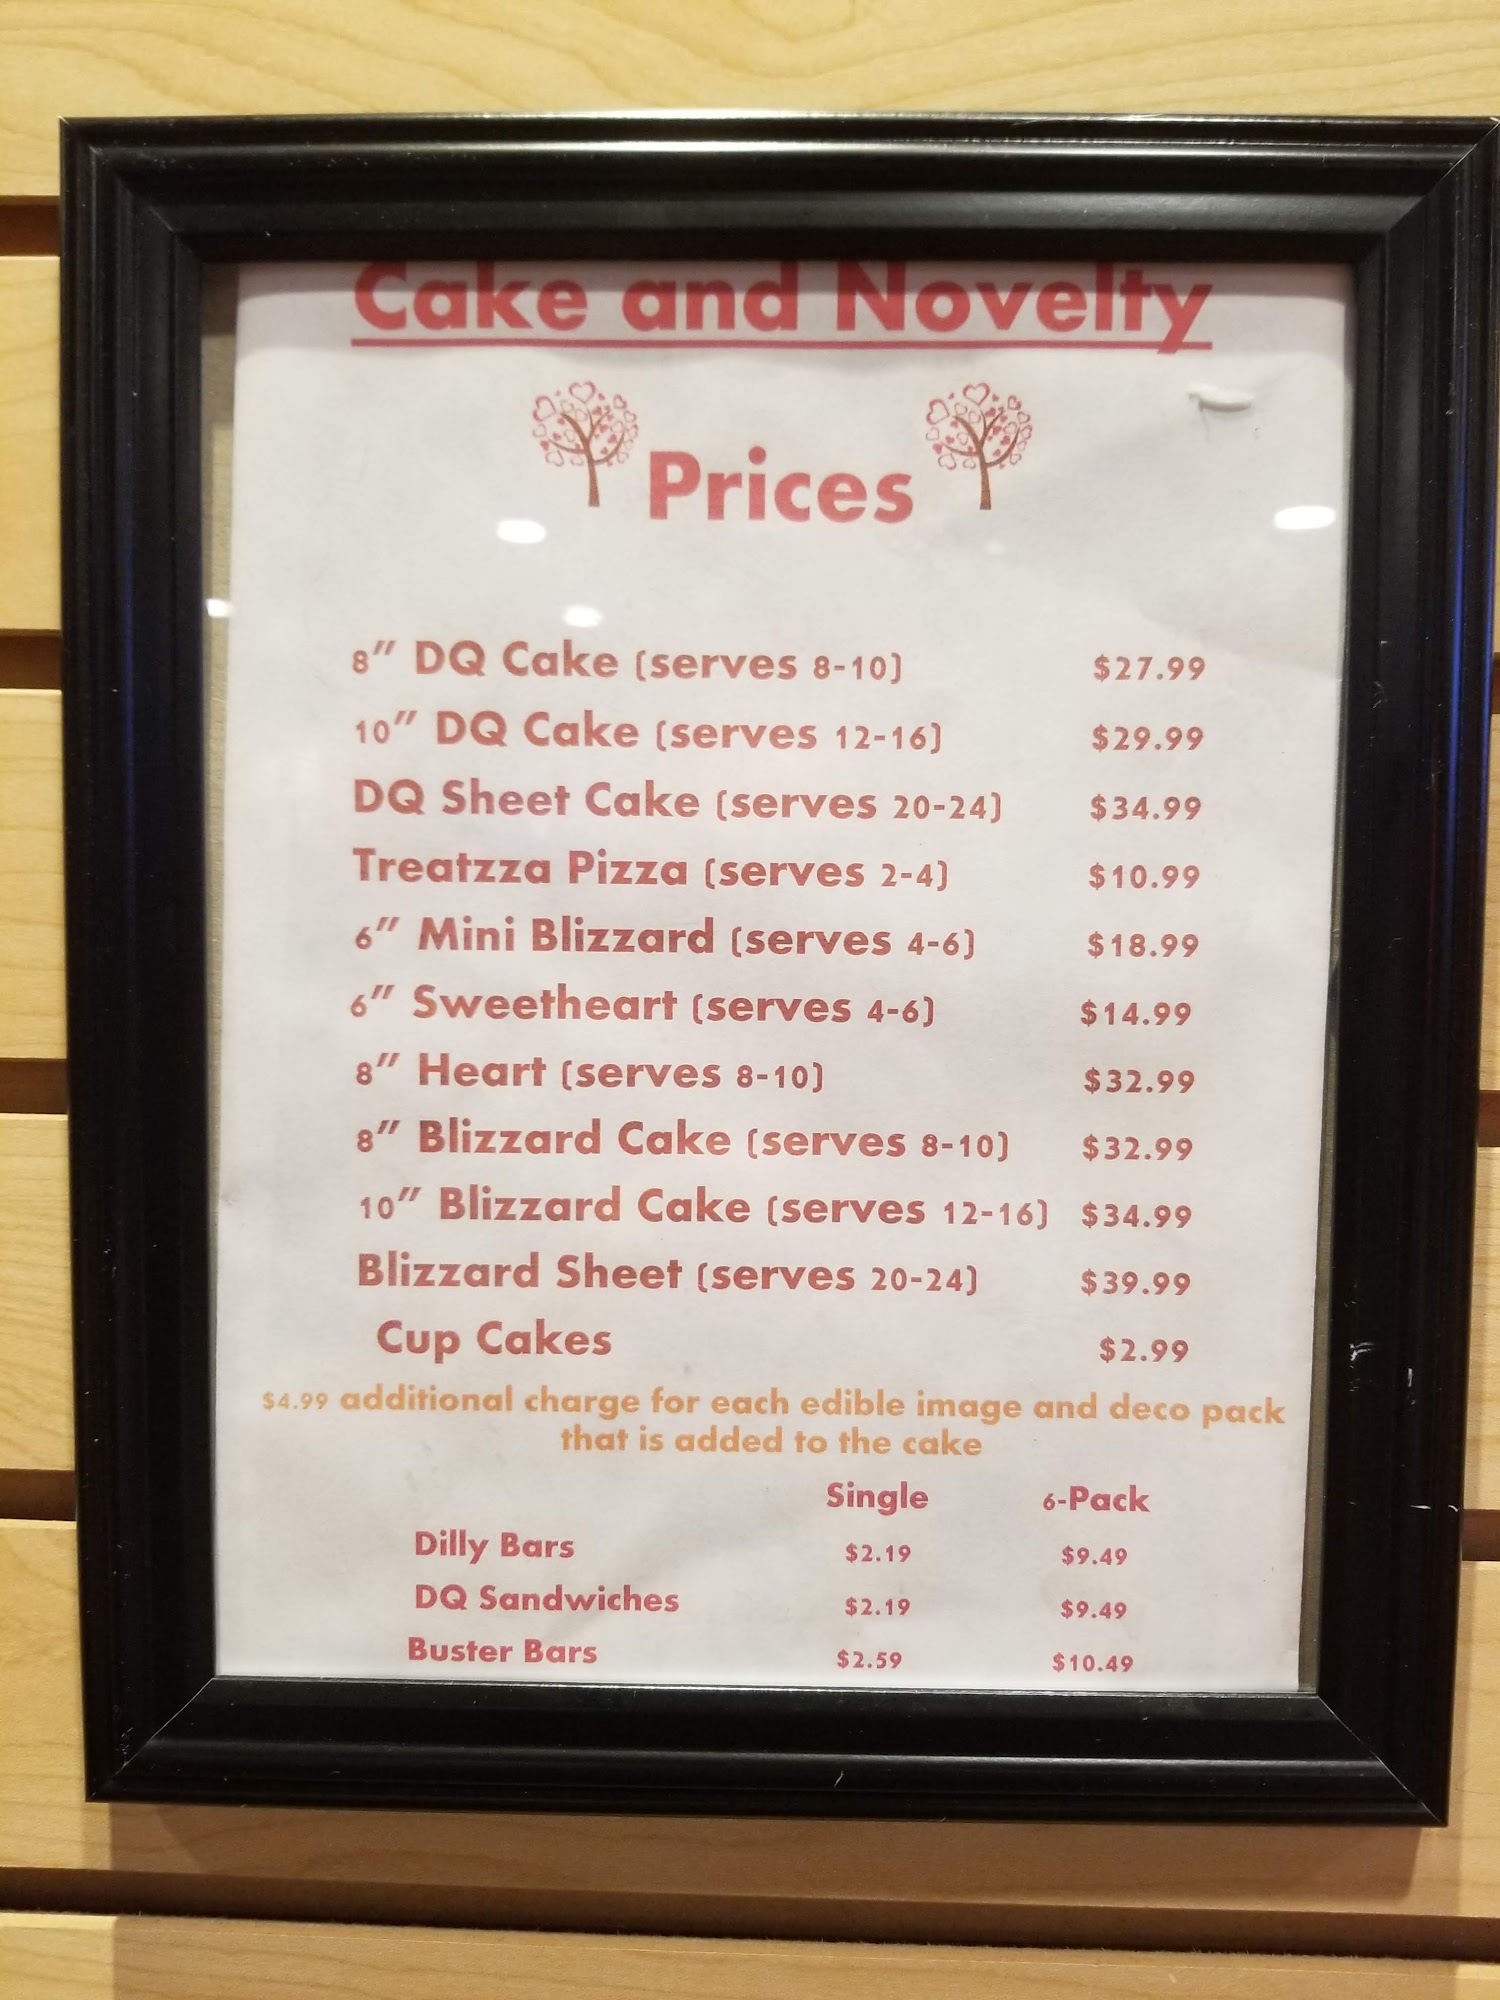 Cake and Novelty
Prices
8" DQ Cake (serves 8-10) $27.99
10" DQ Cake (serves 12-16) $29.99
DQ Sheet Cake (serves 20-24) $34.99
Treatzza Pizza (serves 2-4) $10.99
6" Mini Blizzard (serves 4-6) $18.99
6" Sweetheart (serves 4-6) $14.99
8" Heart (serves 8-10) $32.99
8" Blizzard Cake (serves 8-10) $32.99
10" Blizzard Cake (serves 12-16) $34.99
Blizzard Sheet (serves 20-24) $39.99
Cup Cakes $2.99
$4.99 additional charge for each edible image and deco pack
that is added to the cake
Single 6-Pack
Dilly Bars $2.19 $9.49
DQ Sandwiches $2.19 $9.49
Buster Bars $2.59 $10.49